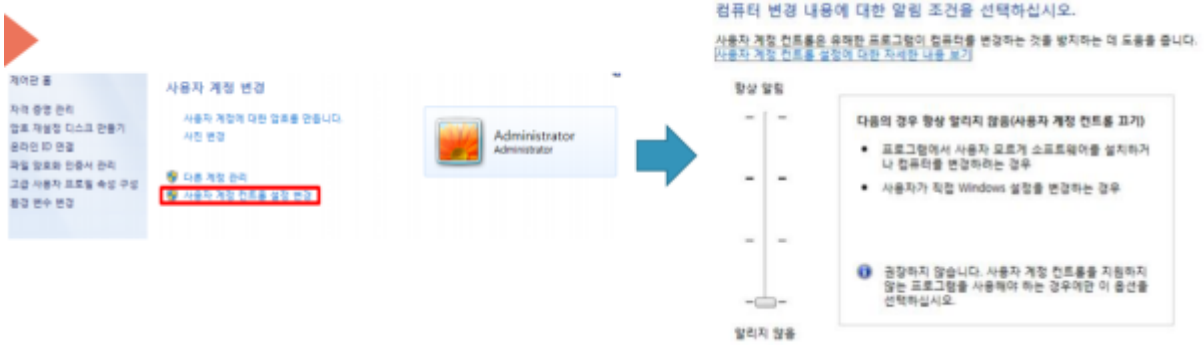 컴퓨터 변경 내용에 대한 알림 조건을 선택하십시오.
사용자 계정 컨트롤은 유해한 프로그램이 컴퓨터를 변경하는 것을 방지하는 데 도움을 줍니다.
사용자 계정 컨트롤 설정에 대한 자세한 내용 보기
제어판 홈
자격 증명 관리
암호 재설정 디스크 만들기
온라인 ID 연결
파일 암호화 인증서 관리
고급 사용자 프로필 속성 구성
환경 변수 변경
사용자 계정 변경
사용자 계정에 대한 암호를 만듭니다.
사진 변경
다른 계정 관리
사용자 계정 컨트롤 설정 변경
Administrator
Administrator
항상 알림
다음의 경우 항상 알리지 않음(사용자 계정 컨트롤 끄기)
• 프로그램에서 사용자 모르게 소프트웨어를 설치하거
나 컴퓨터를 변경하려는 경우
• 사용자가 직접 Windows 설정을 변경하는 경우
권장하지 않습니다. 사용자 계정 컨트롤을 지원하지
않는 프로그램을 사용해야 하는 경우에만 이 옵션을
선택하십시오.
알리지 않음